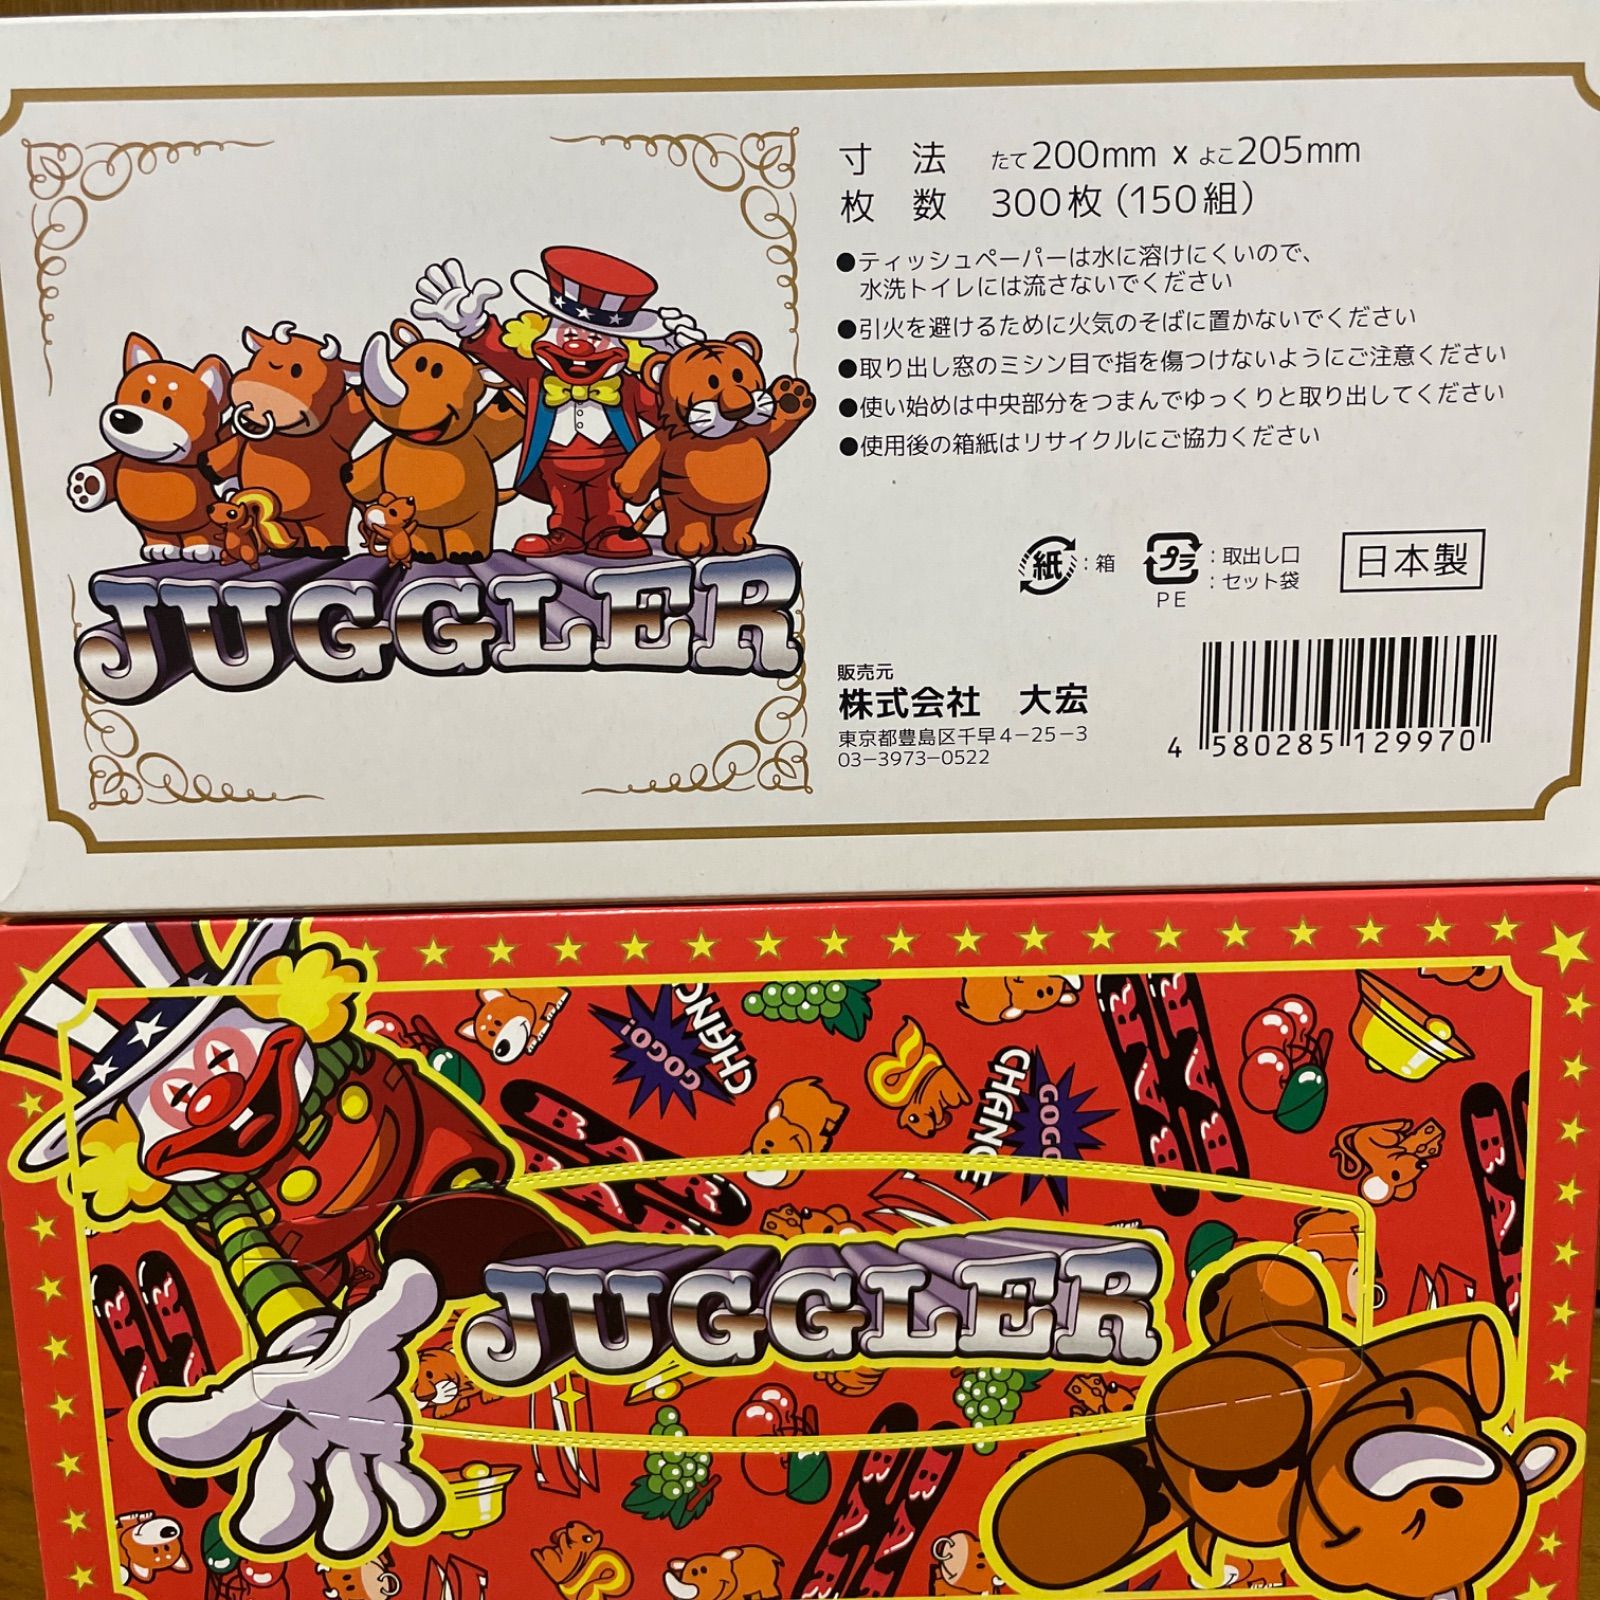 寸 法 たて200mm x よこ205mm
枚 数 300枚(150組)
●ティッシュペーパーは水に溶けにくいので、
水洗トイレには流さないでください
●引火を避けるために火気のそばに置かないでください
●取り出し窓のミシン目で指を傷つけないようにご注意ください
●使い始めは中央部分をつまんでゆっくりと取り出してください
●使用後の箱紙はリサイクルにご協力ください
紙 : 箱
プラ : 取出し口
: セット袋
PE
日本製
JUGGLER
販売元
株式会社 大宏
東京都豊島区千早4-25-3
03-3973-0522
4 580285 129970
GOGO!
CHANC
GOGO
CHANCE
BAR
JUGGLER